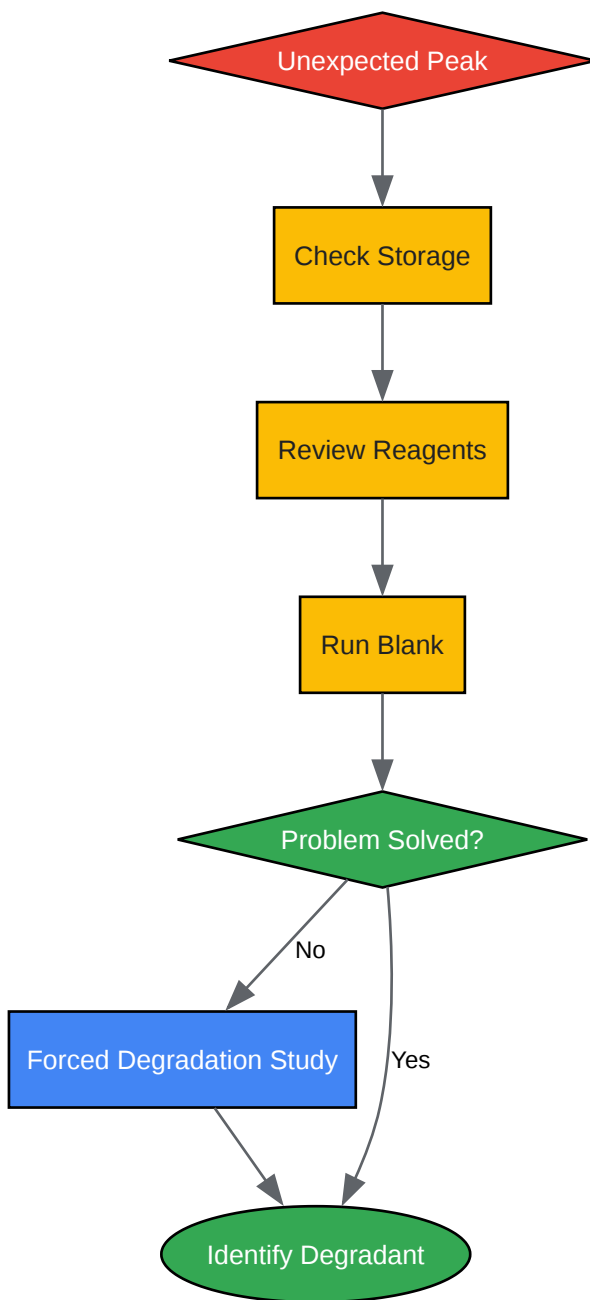 Unexpected Peak
Check Storage
Review Reagents
Run Blank
Problem Solved?
No
Forced Degradation Study
Yes
Identify Degradant